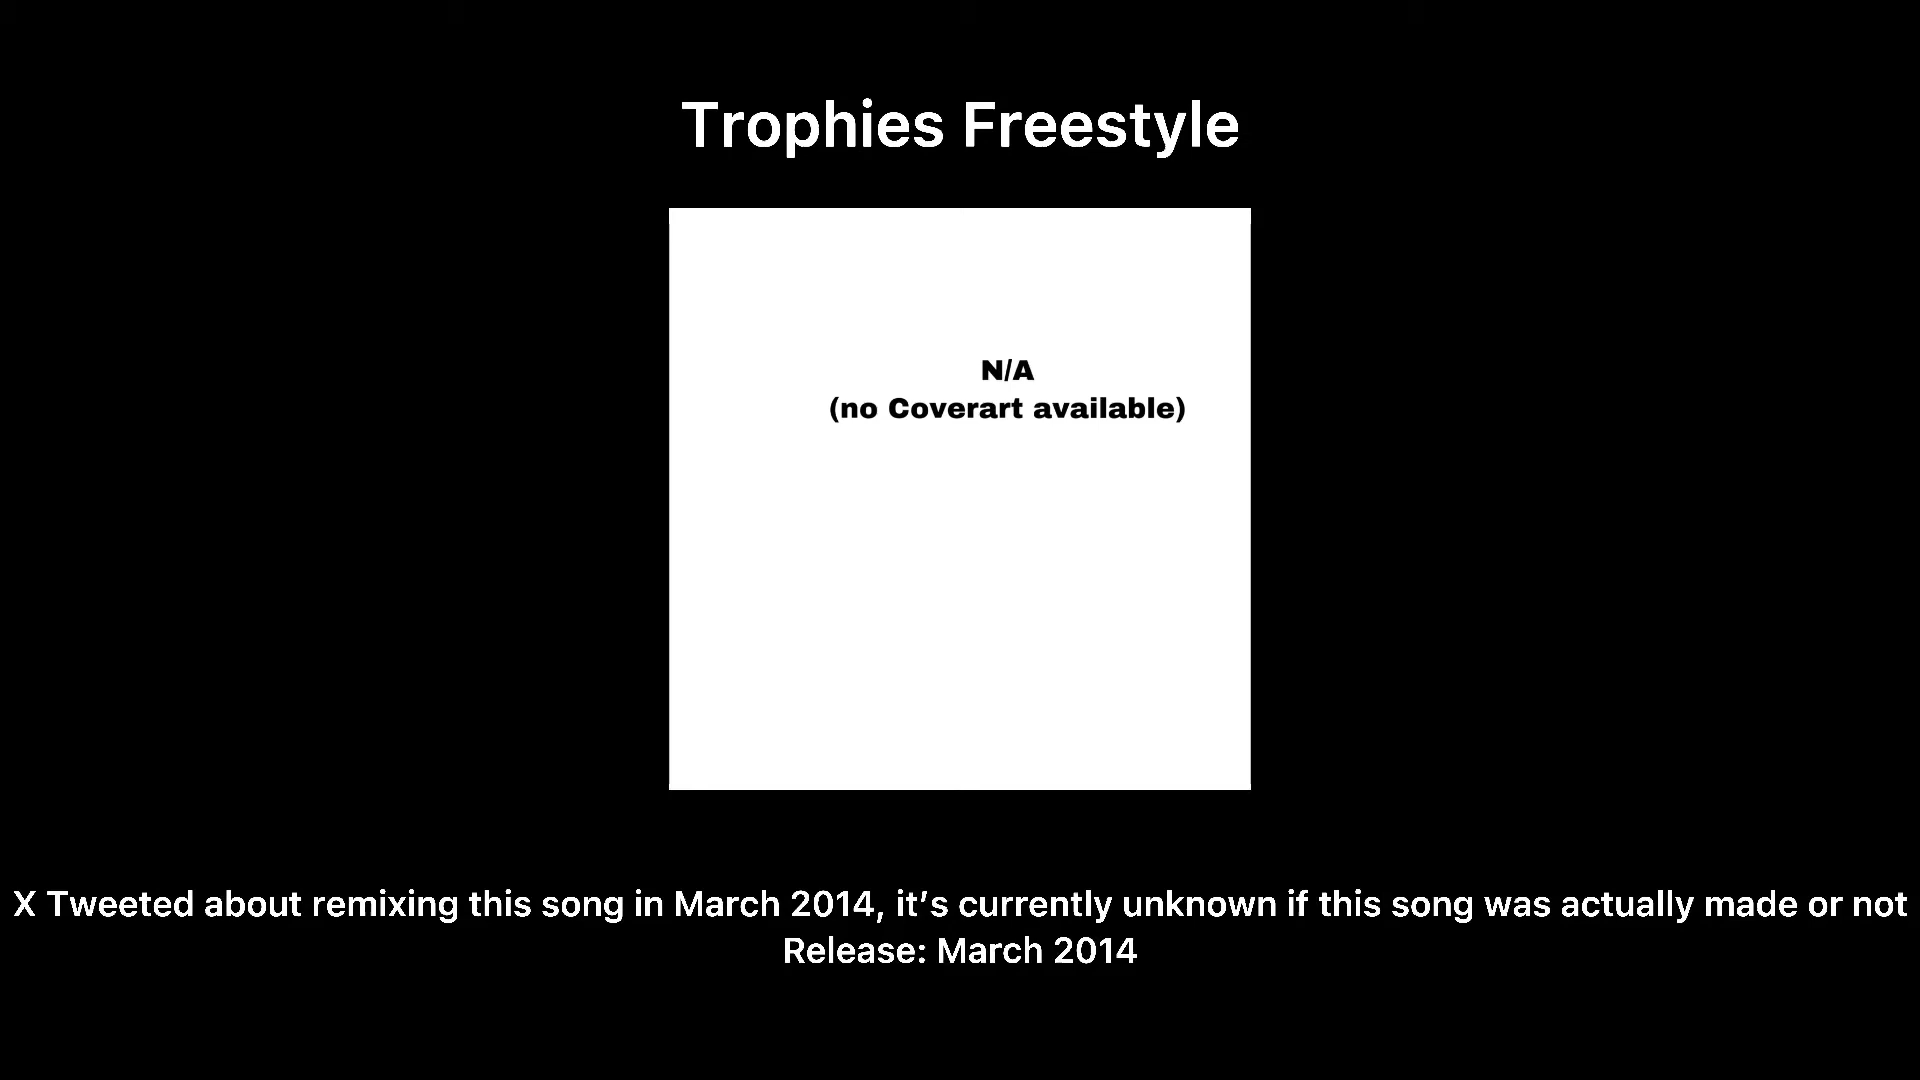 Trophies Freestyle
N/A
(no Coverart available)
X Tweeted about remixing this song in March 2014, it’s currently unknown if this song was actually made or not
Release: March 2014